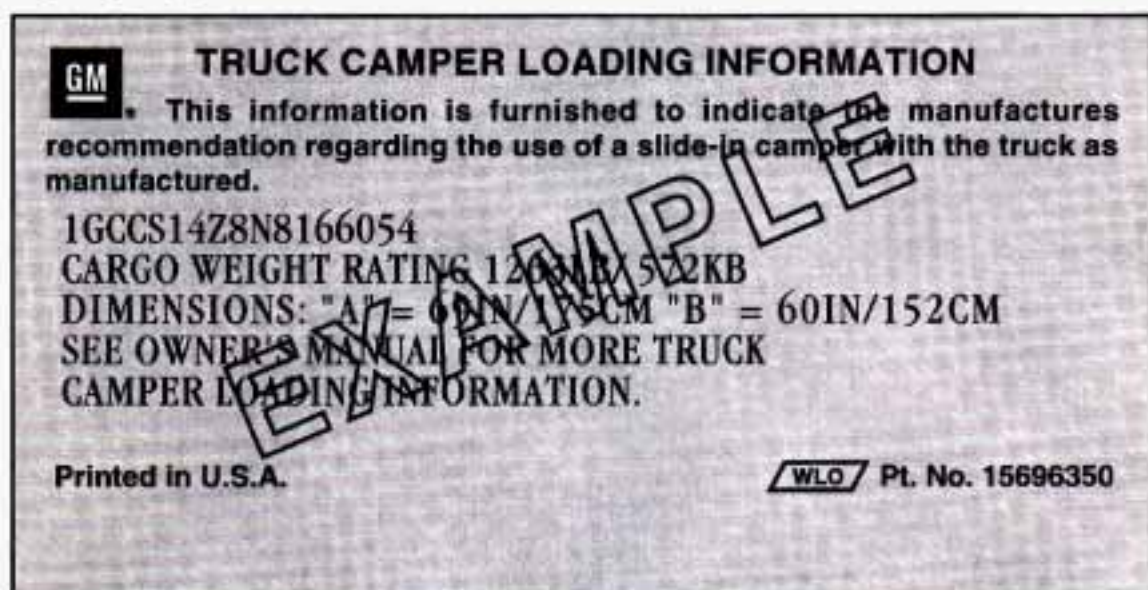 GM
TRUCK CAMPER LOADING INFORMATION
This information is furnished to indicate the manufactures
recommendation regarding the use of a slide-in camper with the truck as
manufactured.
1GCCS14Z8N8166054
CARGO WEIGHT RATING
DIMENSIONS: "A" = 69IN/175CM "B" = 60IN/152CM
SEE OWNER'S MANUAL FOR MORE TRUCK
CAMPER LOADING INFORMATION.
EXAMPLE
Printed in U.S.A.
WLO Pt. No. 15696350